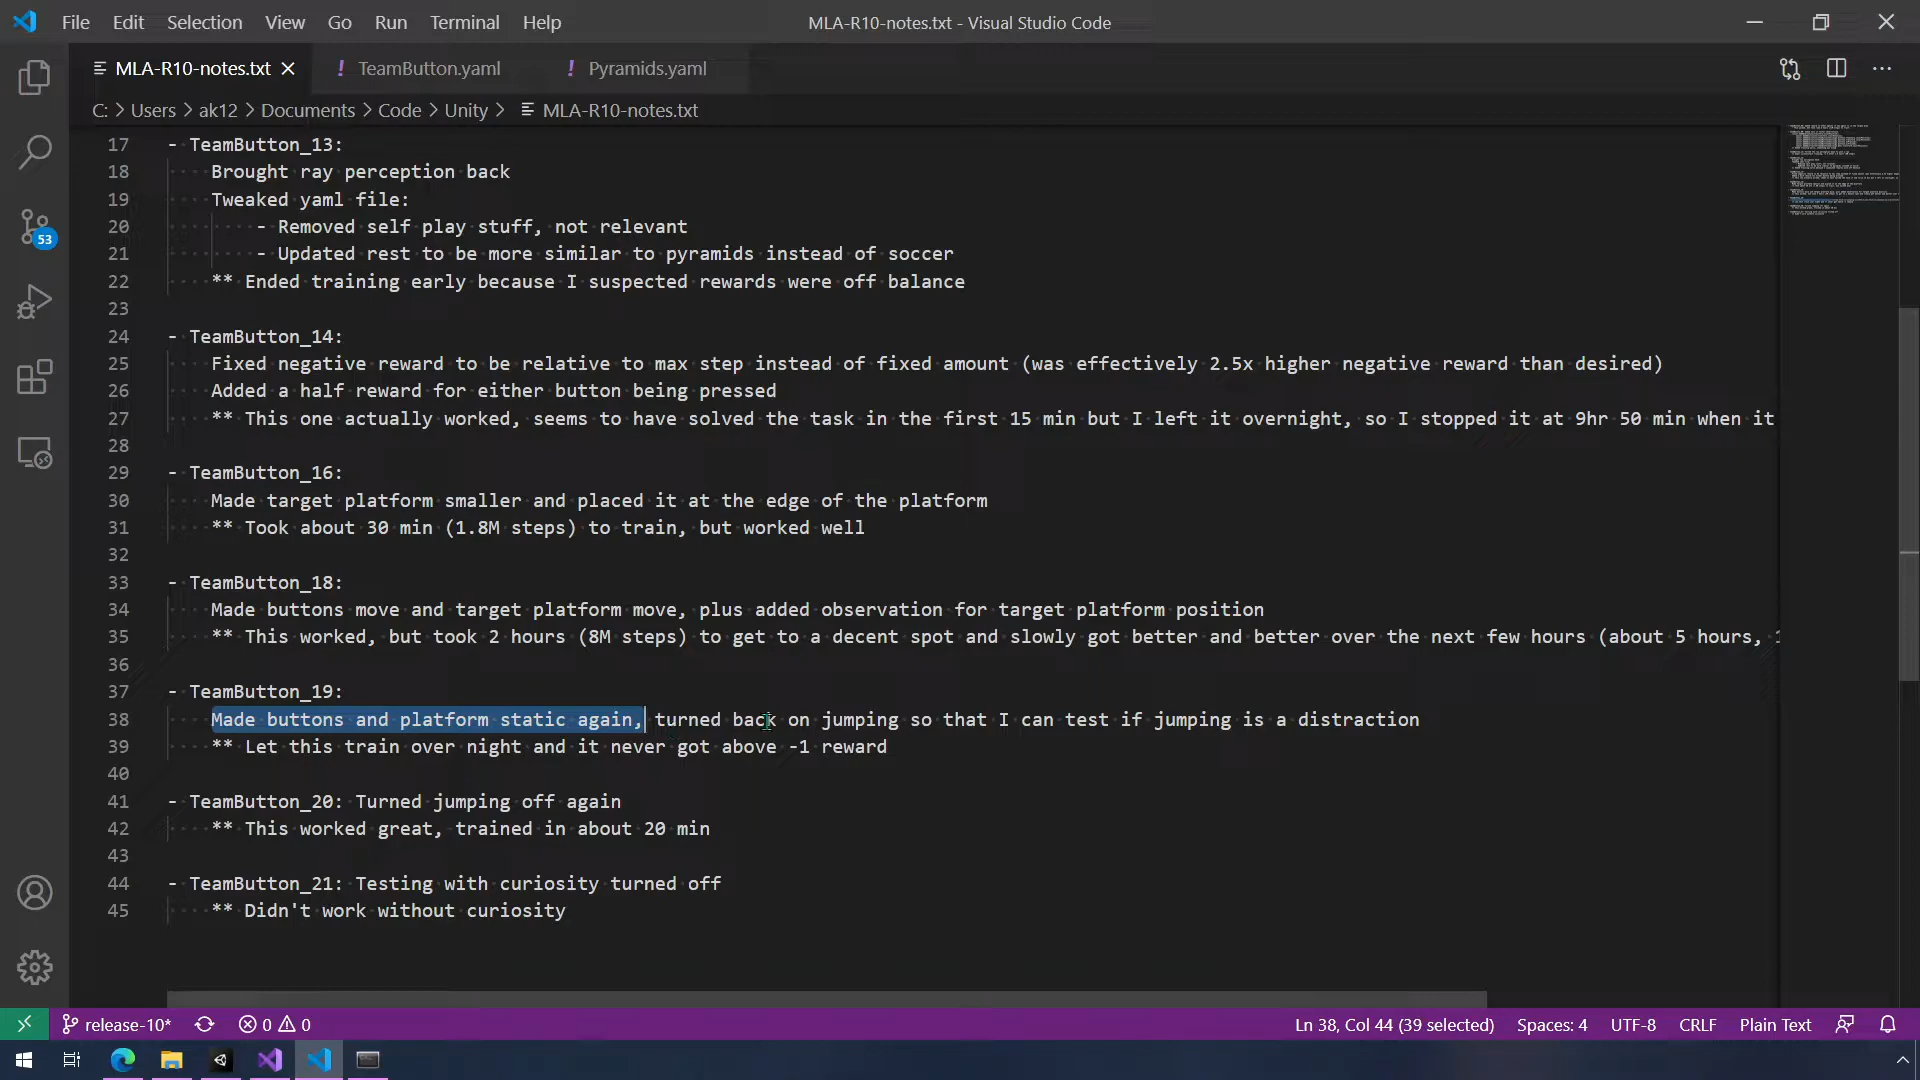 File Edit Selection View Go Run Terminal Help
MLA-R10-notes.txt - Visual Studio Code
MLA-R10-notes.txt
! TeamButton.yaml
! Pyramids.yaml
C: > Users > ak12 > Documents > Code > Unity > MLA-R10-notes.txt
17 - TeamButton_13:
18 Brought ray perception back
19 Tweaked yaml file:
20 - Removed self play stuff, not relevant
21 - Updated rest to be more similar to pyramids instead of soccer
22 ** Ended training early because I suspected rewards were off balance
23
24 - TeamButton_14:
25 Fixed negative reward to be relative to max step instead of fixed amount (was effectively 2.5x higher negative reward than desired)
26 Added a half reward for either button being pressed
27 ** This one actually worked, seems to have solved the task in the first 15 min but I left it overnight, so I stopped it at 9hr 50 min when it
28
29 - TeamButton_16:
30 Made target platform smaller and placed it at the edge of the platform
31 ** Took about 30 min (1.8M steps) to train, but worked well
32
33 - TeamButton_18:
34 Made buttons move and target platform move, plus added observation for target platform position
35 ** This worked, but took 2 hours (8M steps) to get to a decent spot and slowly got better and better over the next few hours (about 5 hours,
36
37 - TeamButton_19:
38 Made buttons and platform static again, turned back on jumping so that I can test if jumping is a distraction
39 ** Let this train over night and it never got above -1 reward
40
41 - TeamButton_20: Turned jumping off again
42 ** This worked great, trained in about 20 min
43
44 - TeamButton_21: Testing with curiosity turned off
45 ** Didn't work without curiosity
53
release-10* 0 0
Ln 38, Col 44 (39 selected) Spaces: 4 UTF-8 CRLF Plain Text